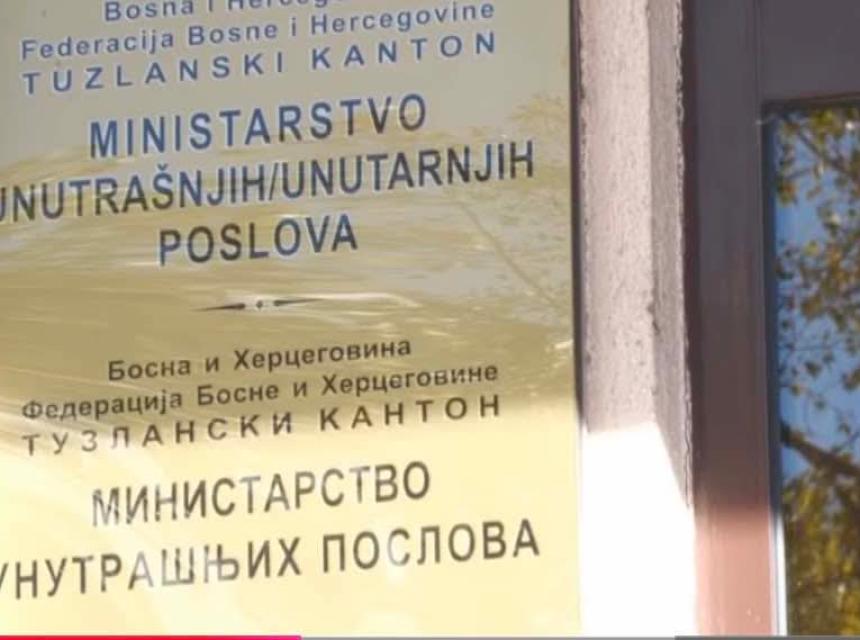 Bosna i Hercegovina
Federacija Bosne i Hercegovine
TUZLANSKI KANTON
MINISTARSTVO
UNUTRAŠNJIH/UNUTARNJIH
POSLOVA
Босна и Херцеговина
Федерација Босне и Херцеговине
ТУЗЛАНСКИ КАНТОН
МИНИСТАРСТВО
УНУТРАШЊИХ ПОСЛОВА